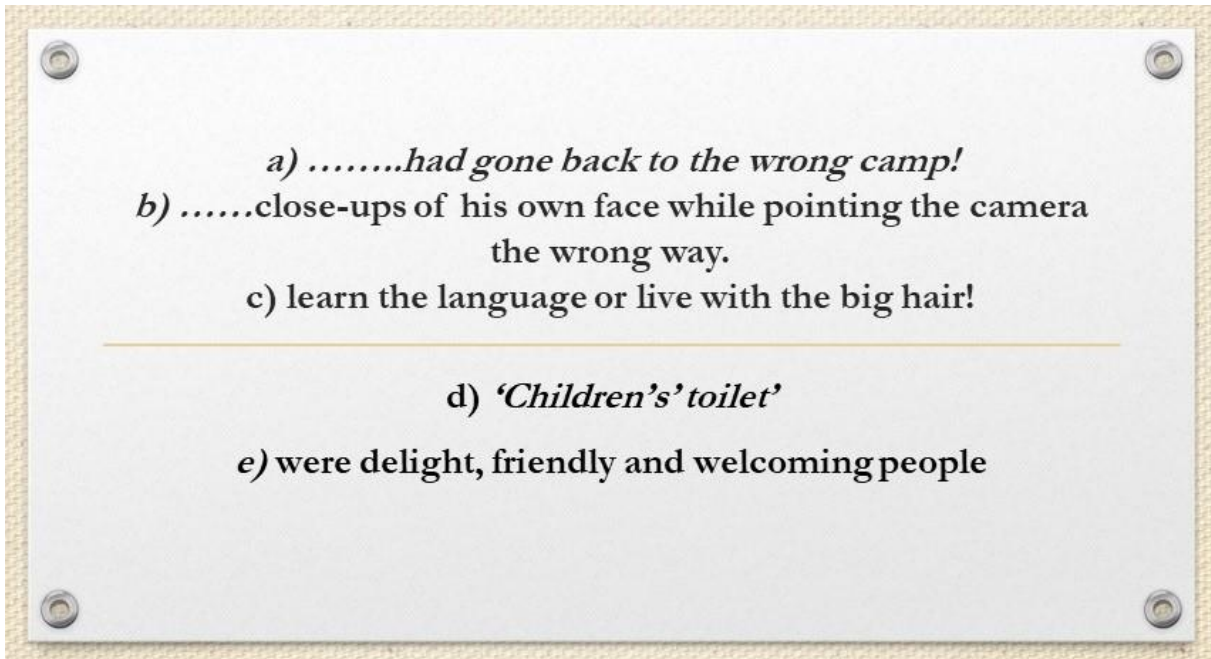 a) ........had gone back to the wrong camp!
b) ......close-ups of his own face while pointing the camera
the wrong way.
c) learn the language or live with the big hair!
d) ‘Children’s’ toilet’
e) were delight, friendly and welcoming people